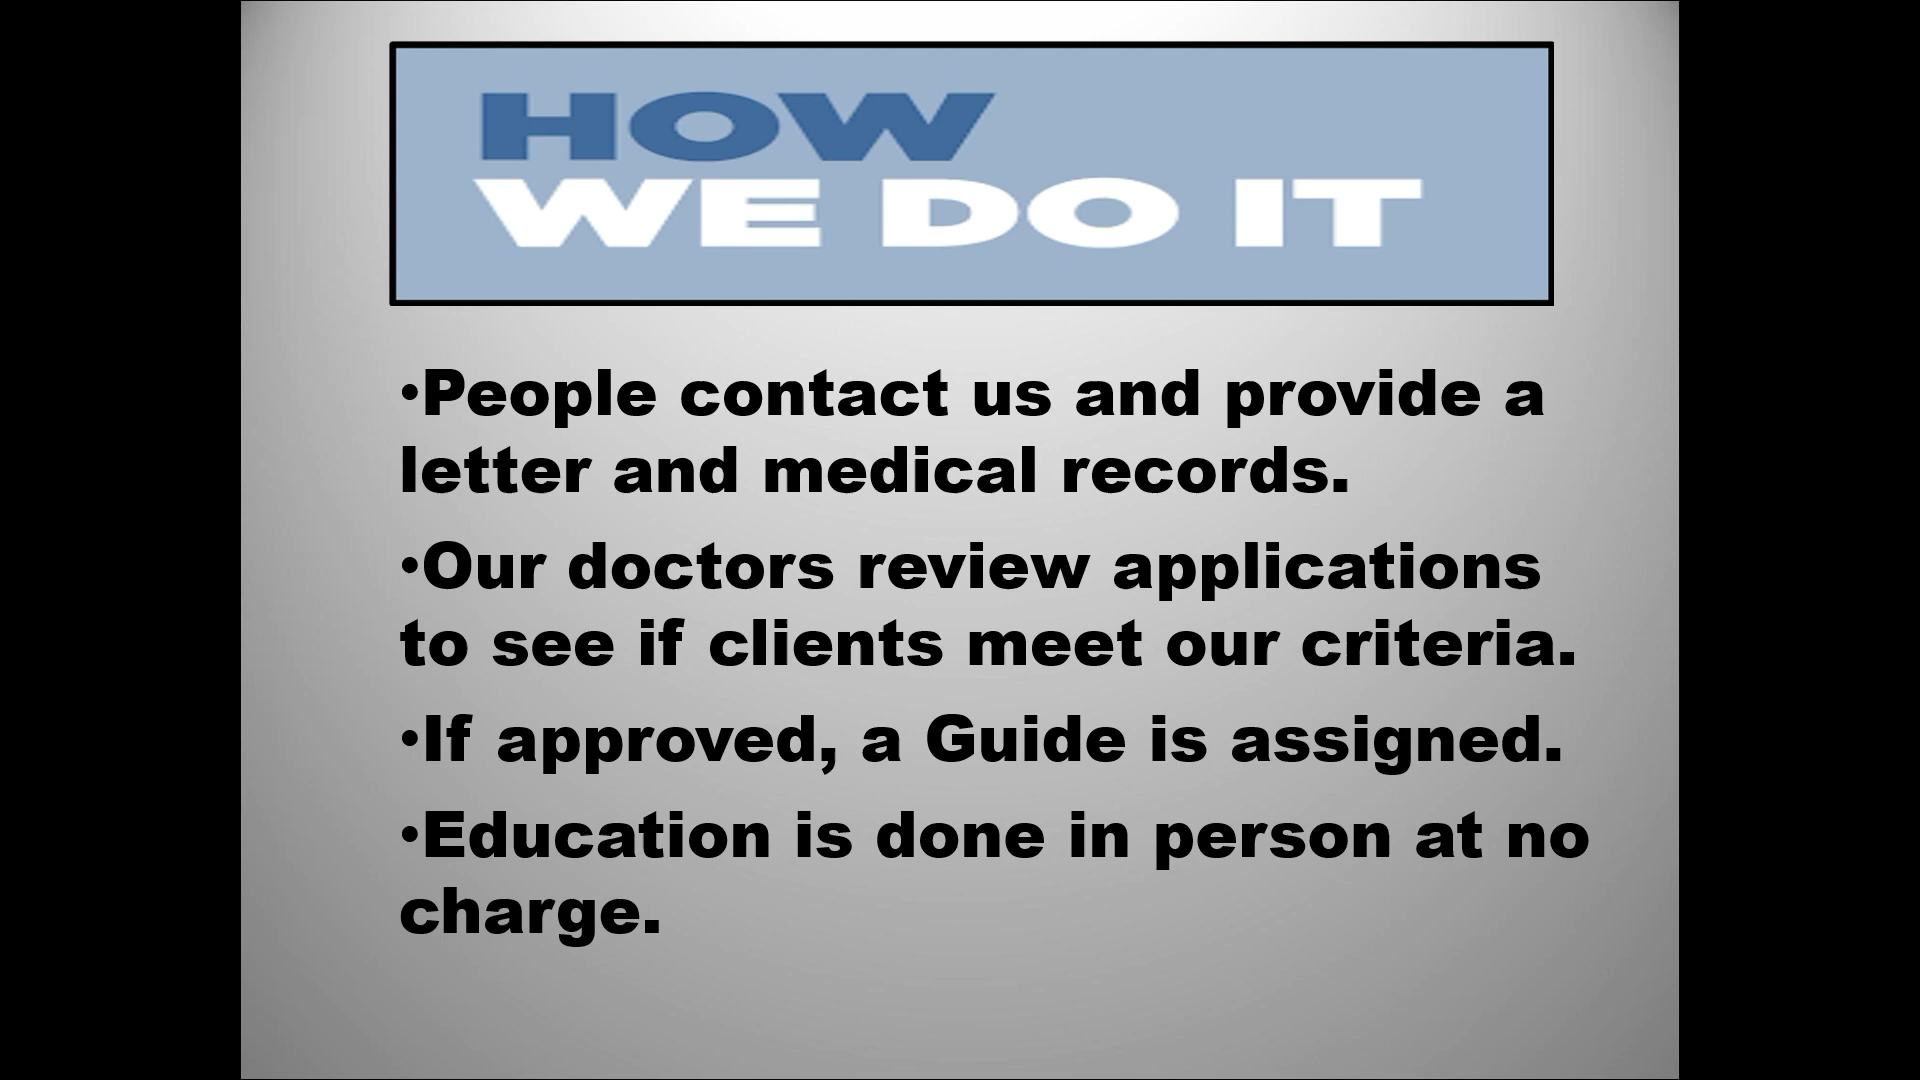 HOW
WE DO IT
•People contact us and provide a
letter and medical records.
•Our doctors review applications
to see if clients meet our criteria.
•If approved, a Guide is assigned.
•Education is done in person at no
charge.